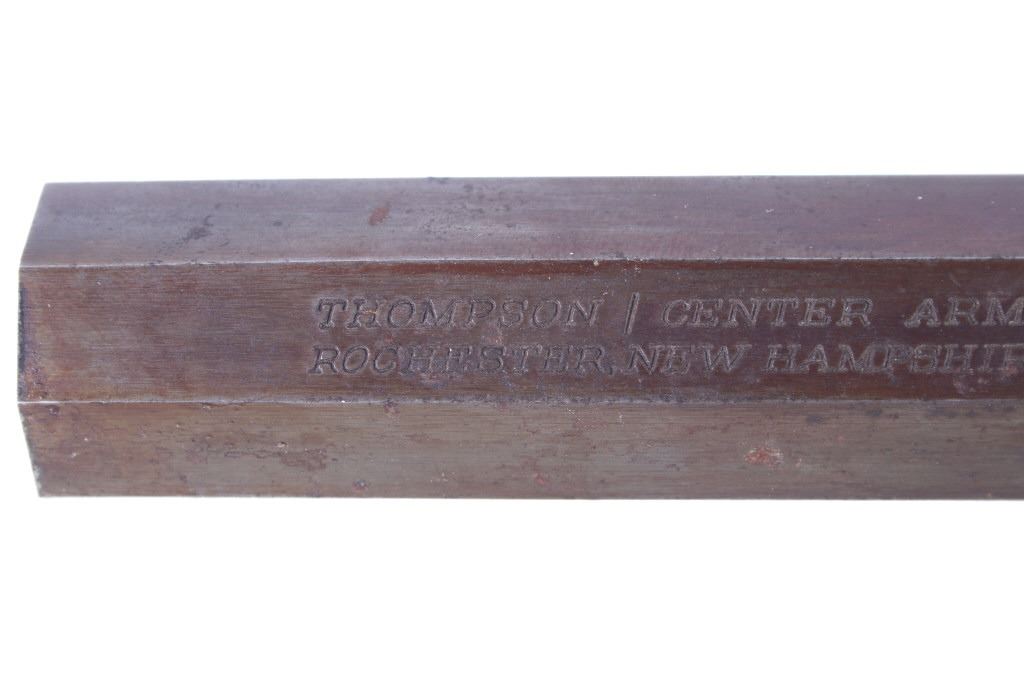 THOMPSON / CENTER ARM
ROCHESTER, NEW HAMPSHIR